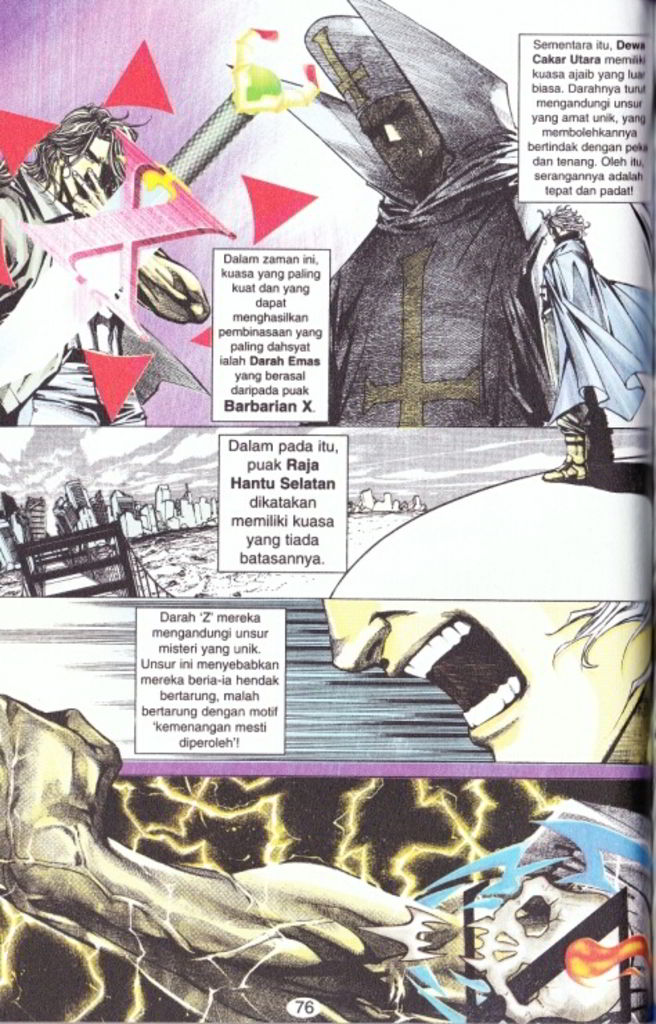 Sementara itu, Dewa
Cakar Utara memiliki
kuasa ajaib yang luar
biasa. Darahnya turut
mengandungi unsur
yang amat unik, yang
membolehkannya
bertindak dengan peka
dan tenang. Oleh itu,
serangannya adalah
tepat dan padat!
Dalam zaman ini,
kuasa yang paling
kuat dan yang
dapat
menghasilkan
pembinasaan yang
paling dahsyat
ialah Darah Emas
yang berasal
daripada puak
Barbarian X.
Dalam pada itu,
puak Raja
Hantu Selatan
dikatakan
memiliki kuasa
yang tiada
batasannya.
Darah 'Z' mereka
mengandungi unsur
misteri yang unik.
Unsur ini menyebabkan
mereka beria-ia hendak
bertarung, malah
bertarung dengan motif
'kemenangan mesti
diperoleh'!
76